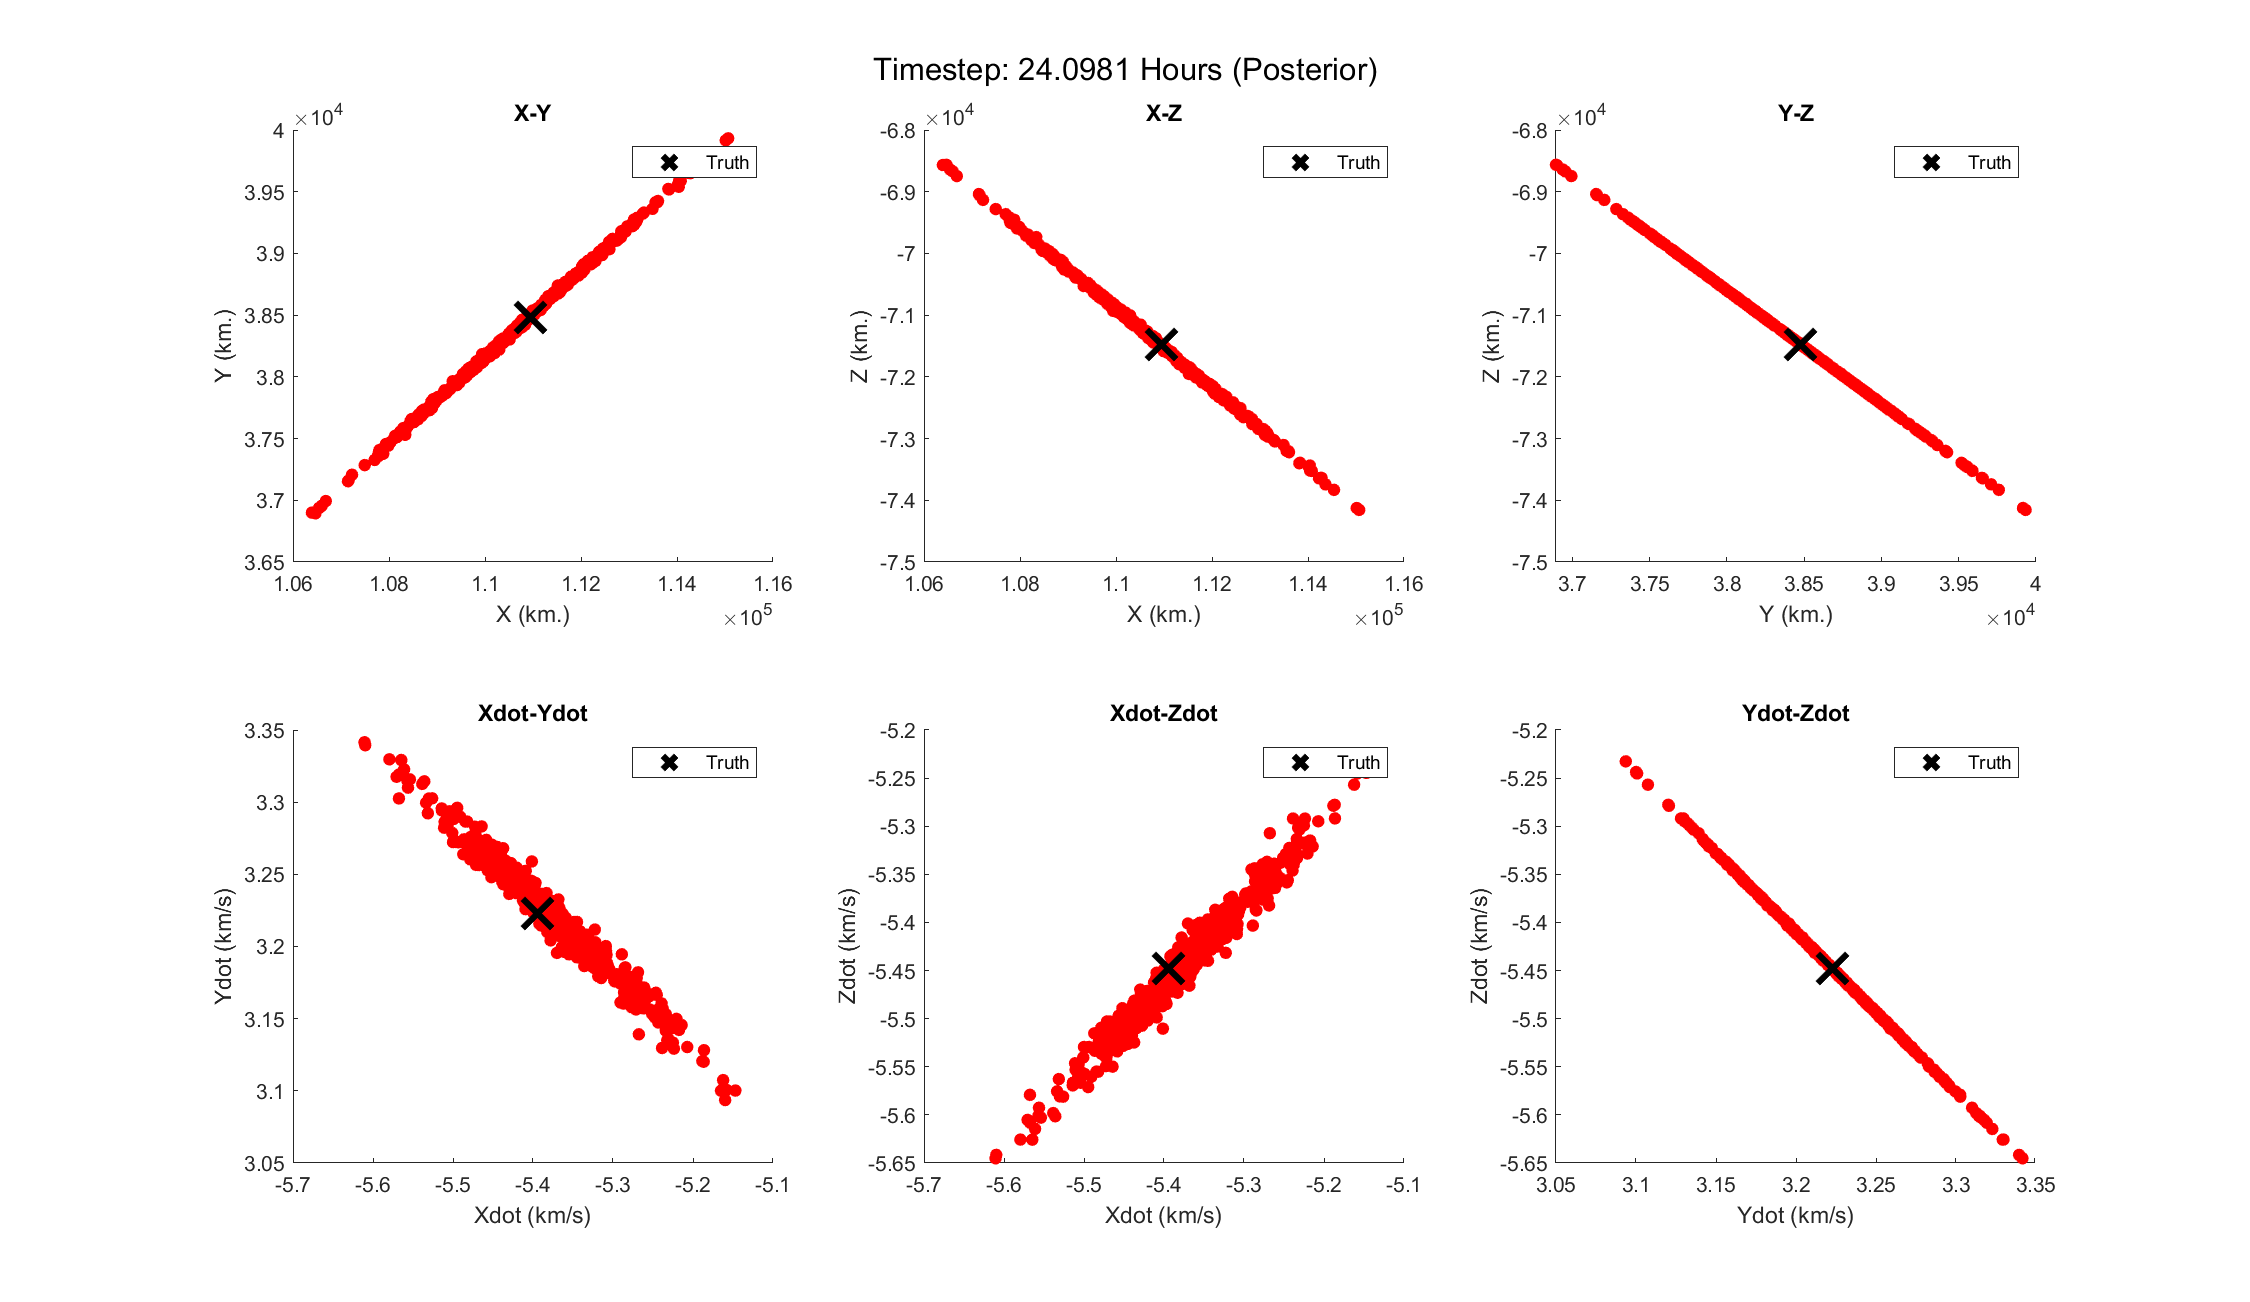 Timestep: 24.0981 Hours (Posterior)
X-Y
×10^4
Truth
4
3.95
3.9
3.85
3.8
3.75
3.7
3.65
Y (km.)
1.06 1.08 1.1 1.12 1.14 1.16
X (km.)
×10^5
X-Z
×10^4
Truth
-6.8
-6.9
-7
-7.1
-7.2
-7.3
-7.4
-7.5
Z (km.)
1.06 1.08 1.1 1.12 1.14 1.16
X (km.)
×10^5
Y-Z
×10^4
Truth
-6.8
-6.9
-7
-7.1
-7.2
-7.3
-7.4
-7.5
Z (km.)
3.7 3.75 3.8 3.85 3.9 3.95 4
Y (km.)
×10^4
Xdot-Ydot
Truth
3.35
3.3
3.25
3.2
3.15
3.1
3.05
Ydot (km/s)
-5.7 -5.6 -5.5 -5.4 -5.3 -5.2 -5.1
Xdot (km/s)
Xdot-Zdot
Truth
-5.2
-5.25
-5.3
-5.35
-5.4
-5.45
-5.5
-5.55
-5.6
-5.65
Zdot (km/s)
-5.7 -5.6 -5.5 -5.4 -5.3 -5.2 -5.1
Xdot (km/s)
Ydot-Zdot
Truth
-5.2
-5.25
-5.3
-5.35
-5.4
-5.45
-5.5
-5.55
-5.6
-5.65
Zdot (km/s)
3.05 3.1 3.15 3.2 3.25 3.3 3.35
Ydot (km/s)